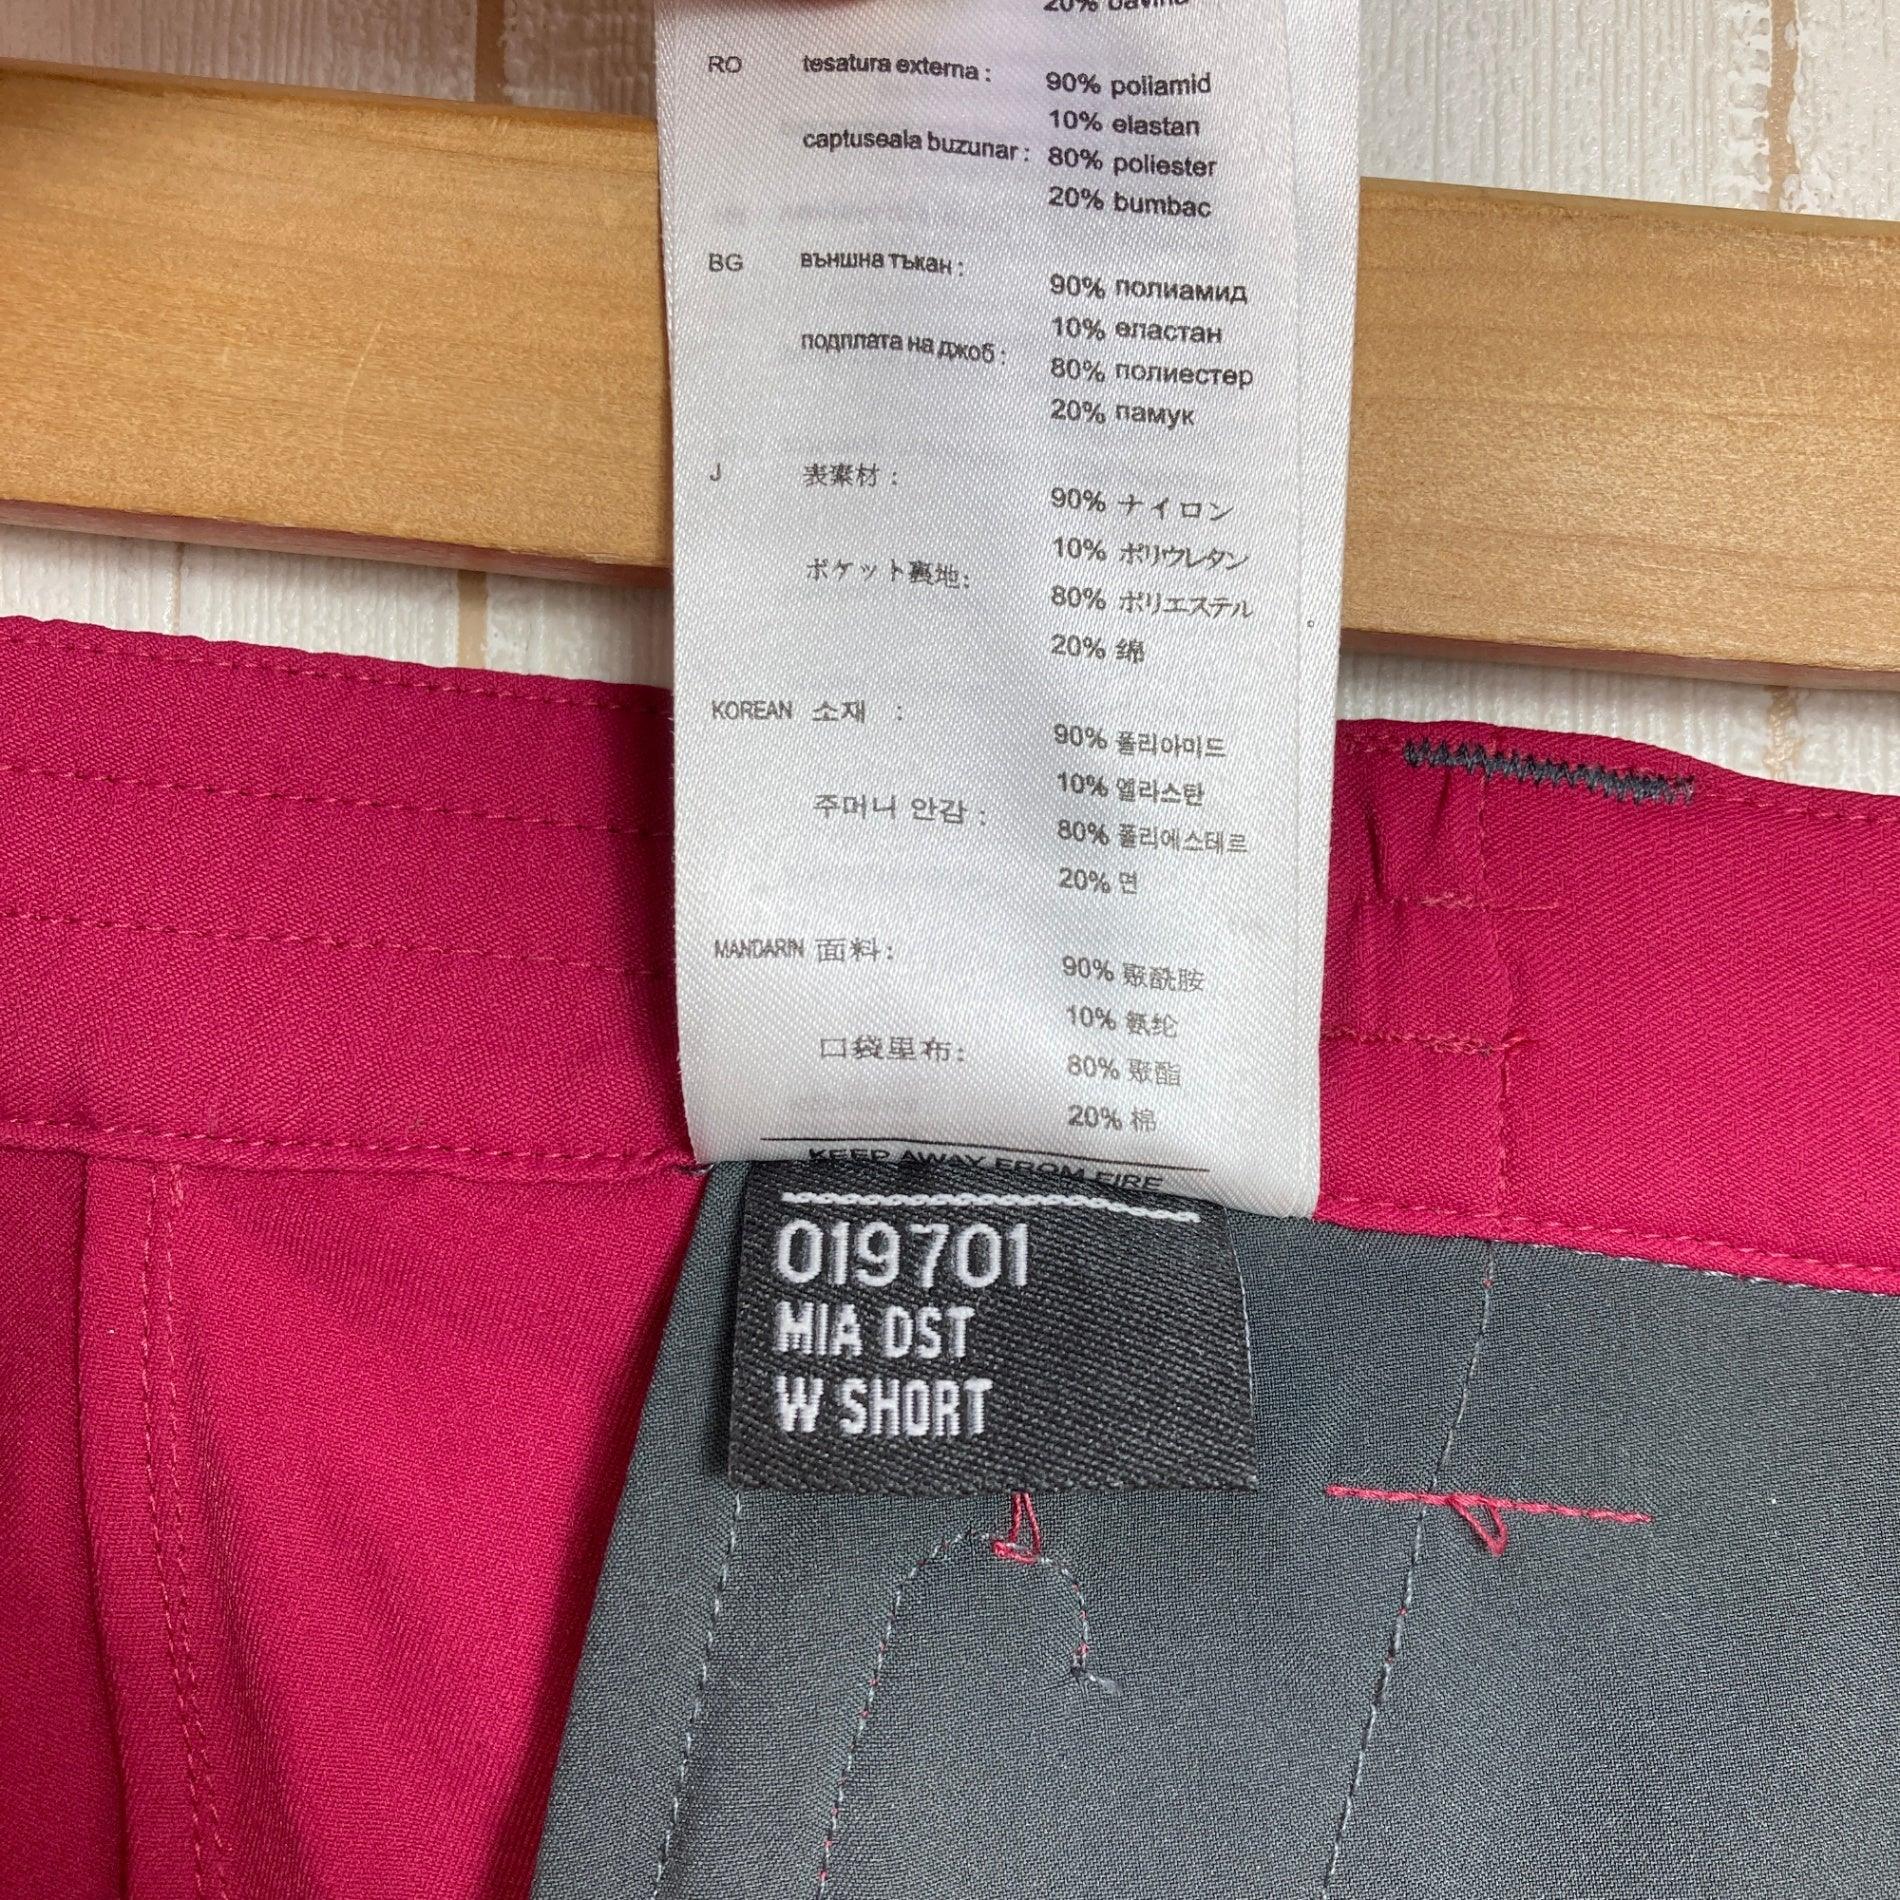 RO tesatura externa : 90% poliamid
10% elastan
captuseala buzunar : 80% poliester
20% bumbac
BG външна тъкан : 90% полиамид
10% еластан
подплата на джоб : 80% полиестер
20% памук
J 表素材 : 90% ナイロン
10% ポリウレタン
ポケット裏地: 80% ポリエステル
20% 綿
KOREAN 소재 : 90% 폴리아미드
10% 엘라스탄
주머니 안감 : 80% 폴리에스테르
20% 면
MANDARIN 面料: 90% 聚酰胺
10% 氨纶
口袋里布: 80% 聚酯
20% 棉
KEEP AWAY FROM FIRE
019701
MIA DST
W SHORT